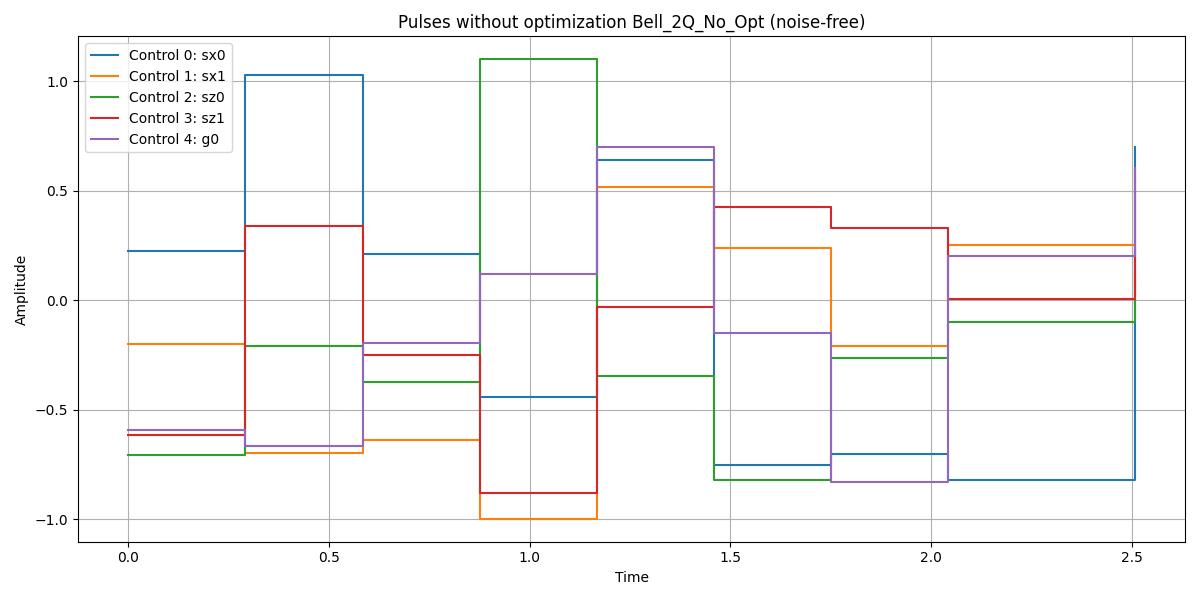 Pulses without optimization Bell_2Q_No_Opt (noise-free)
Control 0: sx0
Control 1: sx1
Control 2: sz0
Control 3: sz1
Control 4: g0
Amplitude
1.0
0.5
0.0
−0.5
−1.0
0.0 0.5 1.0 1.5 2.0 2.5
Time